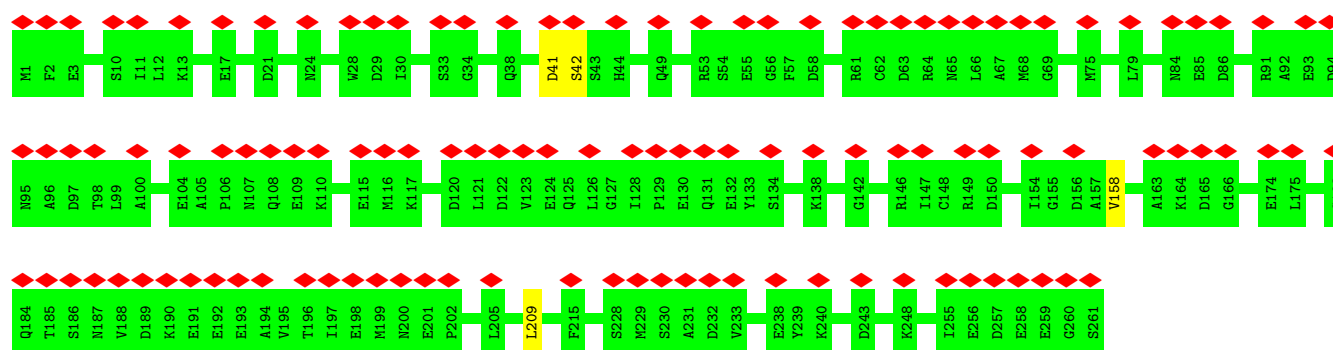 M1 F2 E3 S10 I11 L12 K13 E17 D21 N24 W28 D29 I30 S33 G34 Q38 D41 S42 S43 H44 Q49 R53 S54 E55 G56 F57 D58 R61 C62 D63 R64 N65 L66 A67 M68 G69 M75 L79 N84 E85 D86 R91 A92 E93 D94
N95 A96 D97 T98 L99 A100 E104 A105 P106 N107 Q108 E109 K110 E115 M116 K117 D120 L121 D122 V123 E124 Q125 L126 G127 I128 P129 E130 Q131 E132 Y133 S134 K138 G142 R146 I147 C148 R149 D150 I154 G155 D156 A157 V158 A163 K164 D165 G166 E174 L175
Q184 T185 S186 N187 V188 D189 K190 E191 E192 E193 A194 V195 T196 I197 E198 M199 N200 E201 P202 L205 L209 F215 S228 M229 S230 A231 D232 V233 E238 Y239 K240 D243 K248 I255 E256 D257 E258 E259 G260 S261